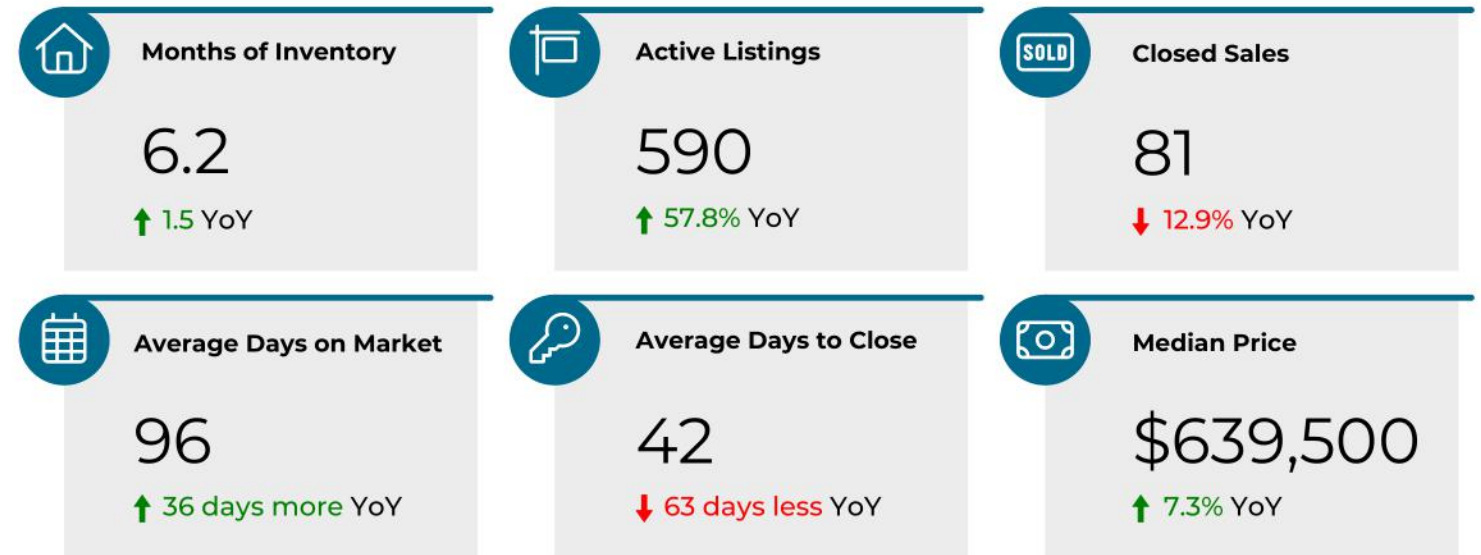 Months of Inventory
6.2
1.5 YoY
Active Listings
590
57.8% YoY
SOLD
Closed Sales
81
12.9% YoY
Average Days on Market
96
36 days more YoY
Average Days to Close
42
63 days less YoY
Median Price
$639,500
7.3% YoY